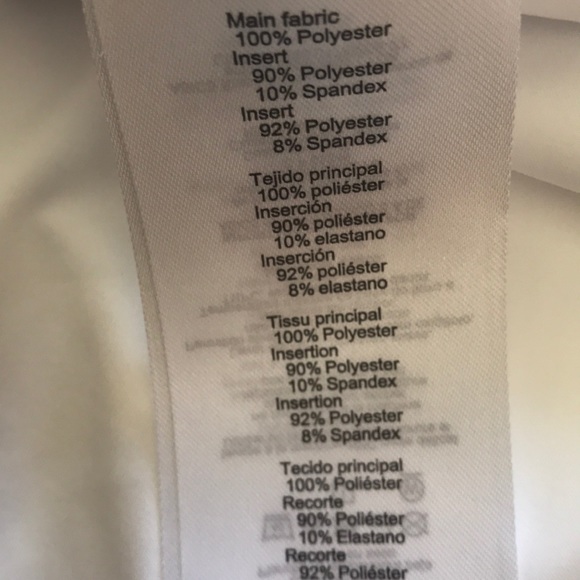 Main fabric
100% Polyester
Insert
90% Polyester
10% Spandex
Insert
92% Polyester
8% Spandex
Tejido principal
100% poliéster
Inserción
90% poliéster
10% elastano
Inserción
92% poliéster
8% elastano
Tissu principal
100% Polyester
Insertion
90% Polyester
10% Spandex
Insertion
92% Polyester
8% Spandex
Tecido principal
100% Poliéster
Recorte
90% Poliéster
10% Elastano
Recorte
92% Poliéster